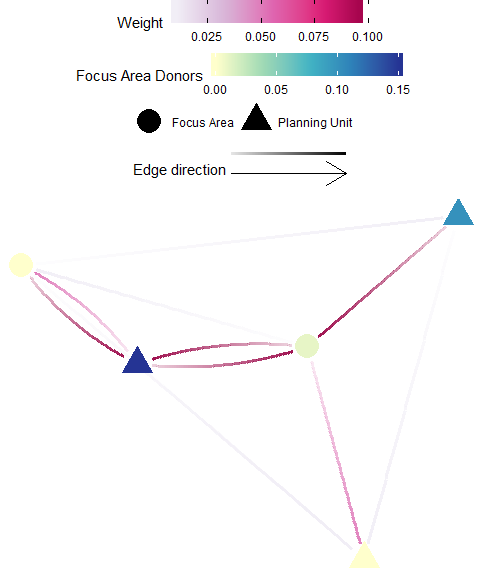 Weight
0.025 0.050 0.075 0.100
Focus Area Donors
0.00 0.05 0.10 0.15
Focus Area Planning Unit
Edge direction